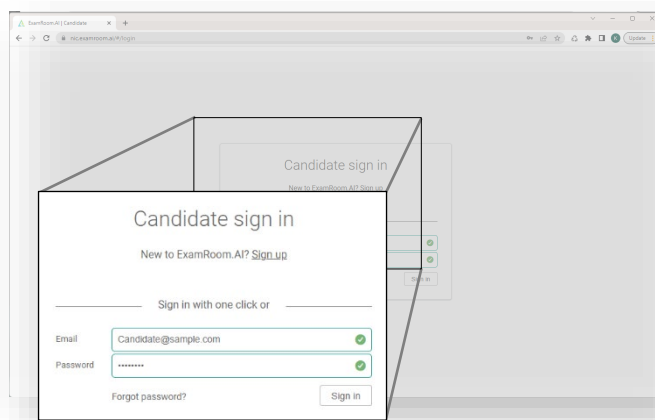 ExamRoom.AI | Candidate
nic.examroom.ai/#/login
Update
Candidate sign in
New to ExamRoom.AI? Sign up
Sign in
Candidate sign in
New to ExamRoom.AI? Sign up
Sign in with one click or
Email Candidate@sample.com
Password ••••••••
Forgot password? Sign in